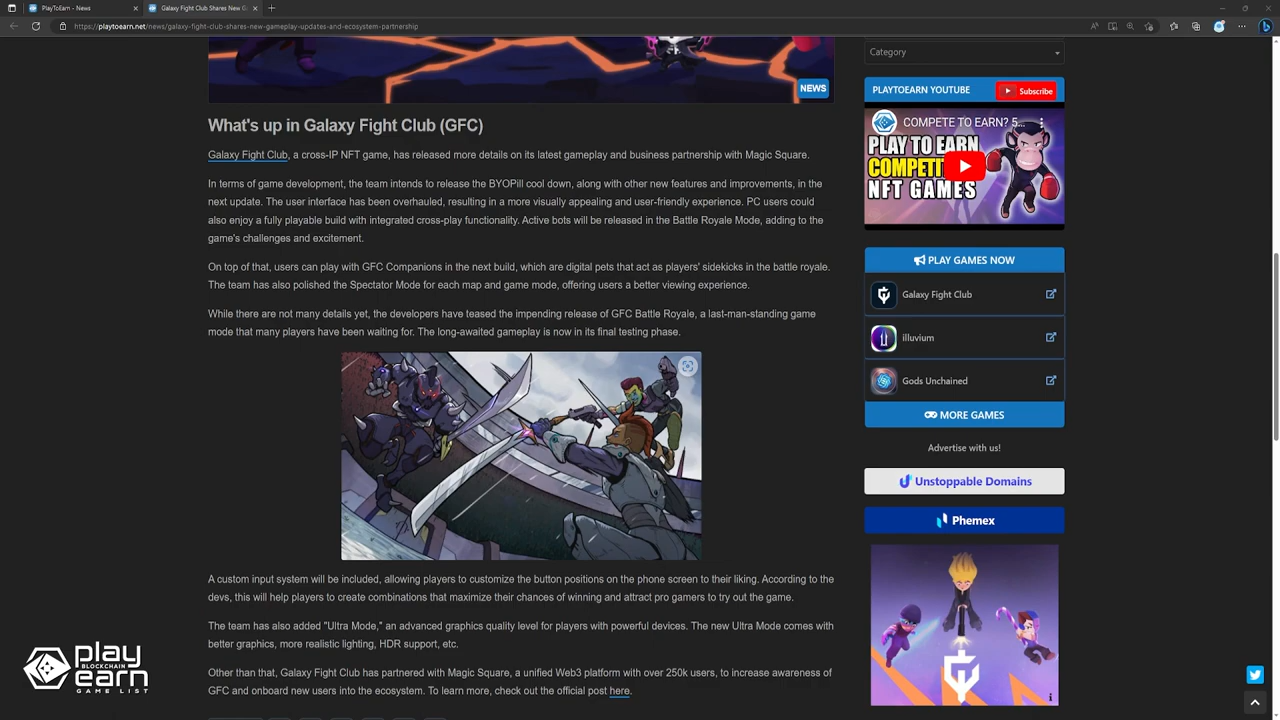 PlayToEarn - News
Galaxy Fight Club Shares New G
https://playtoearn.net/news/galaxy-fight-club-shares-new-gameplay-updates-and-ecosystem-partnership
Category
NEWS
What's up in Galaxy Fight Club (GFC)
Galaxy Fight Club, a cross-IP NFT game, has released more details on its latest gameplay and business partnership with Magic Square.
In terms of game development, the team intends to release the BYOPill cool down, along with other new features and improvements, in the
next update. The user interface has been overhauled, resulting in a more visually appealing and user-friendly experience. PC users could
also enjoy a fully playable build with integrated cross-play functionality. Active bots will be released in the Battle Royale Mode, adding to the
game's challenges and excitement.
On top of that, users can play with GFC Companions in the next build, which are digital pets that act as players' sidekicks in the battle royale.
The team has also polished the Spectator Mode for each map and game mode, offering users a better viewing experience.
While there are not many details yet, the developers have teased the impending release of GFC Battle Royale, a last-man-standing game
mode that many players have been waiting for. The long-awaited gameplay is now in its final testing phase.
A custom input system will be included, allowing players to customize the button positions on the phone screen to their liking. According to the
devs, this will help players to create combinations that maximize their chances of winning and attract pro gamers to try out the game.
The team has also added "Ultra Mode," an advanced graphics quality level for players with powerful devices. The new Ultra Mode comes with
better graphics, more realistic lighting, HDR support, etc.
Other than that, Galaxy Fight Club has partnered with Magic Square, a unified Web3 platform with over 250k users, to increase awareness of
GFC and onboard new users into the ecosystem. To learn more, check out the official post here.
PLAYTOEARN YOUTUBE
Subscribe
COMPETE TO EARN? 5...
PLAY TO EARN
COMPETI
NFT GAMES
PLAY GAMES NOW
Galaxy Fight Club
illuvium
Gods Unchained
MORE GAMES
Advertise with us!
Unstoppable Domains
Phemex
play
BLOCKCHAIN
earn
GAME LIST